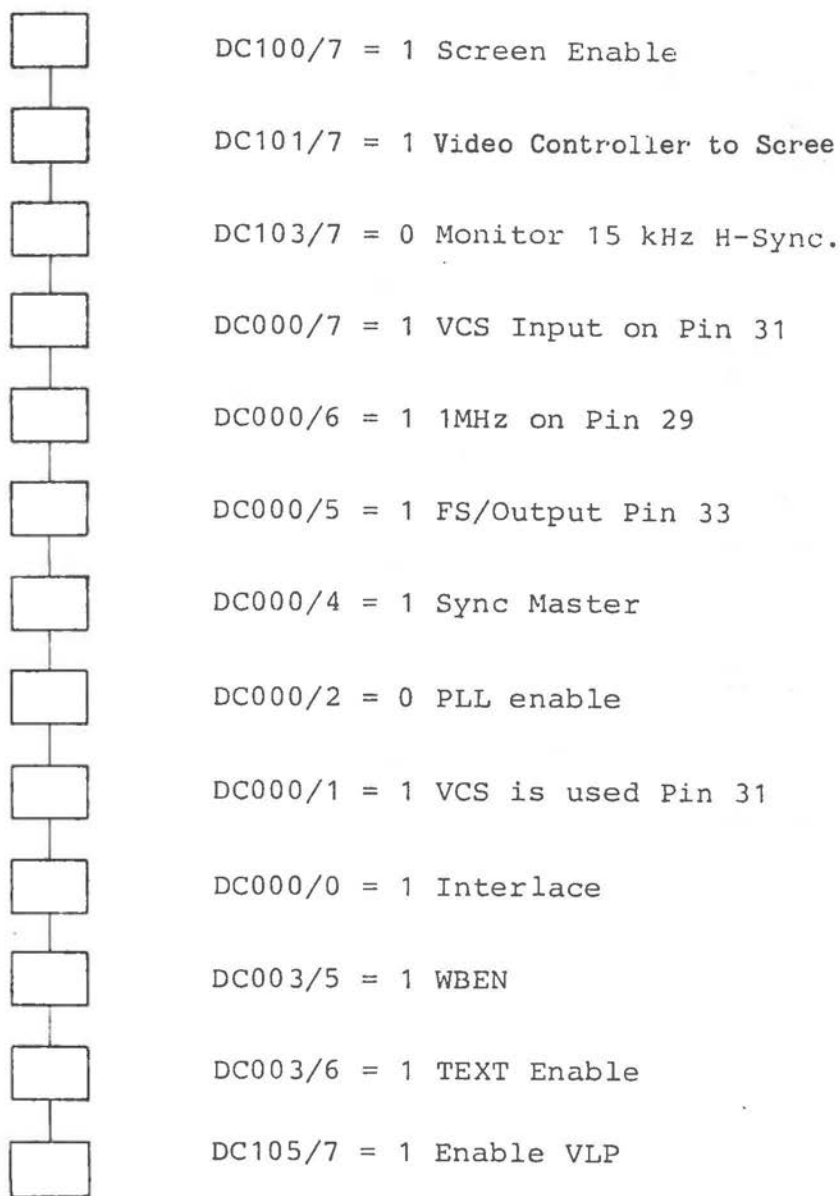 DC100/7 = 1 Screen Enable
DC101/7 = 1 Video Controller to Scree
DC103/7 = 0 Monitor 15 kHz H-Sync.
DC000/7 = 1 VCS Input on Pin 31
DC000/6 = 1 1MHz on Pin 29
DC000/5 = 1 FS/Output Pin 33
DC000/4 = 1 Sync Master
DC000/2 = 0 PLL enable
DC000/1 = 1 VCS is used Pin 31
DC000/0 = 1 Interlace
DC003/5 = 1 WBEN
DC003/6 = 1 TEXT Enable
DC105/7 = 1 Enable VLP